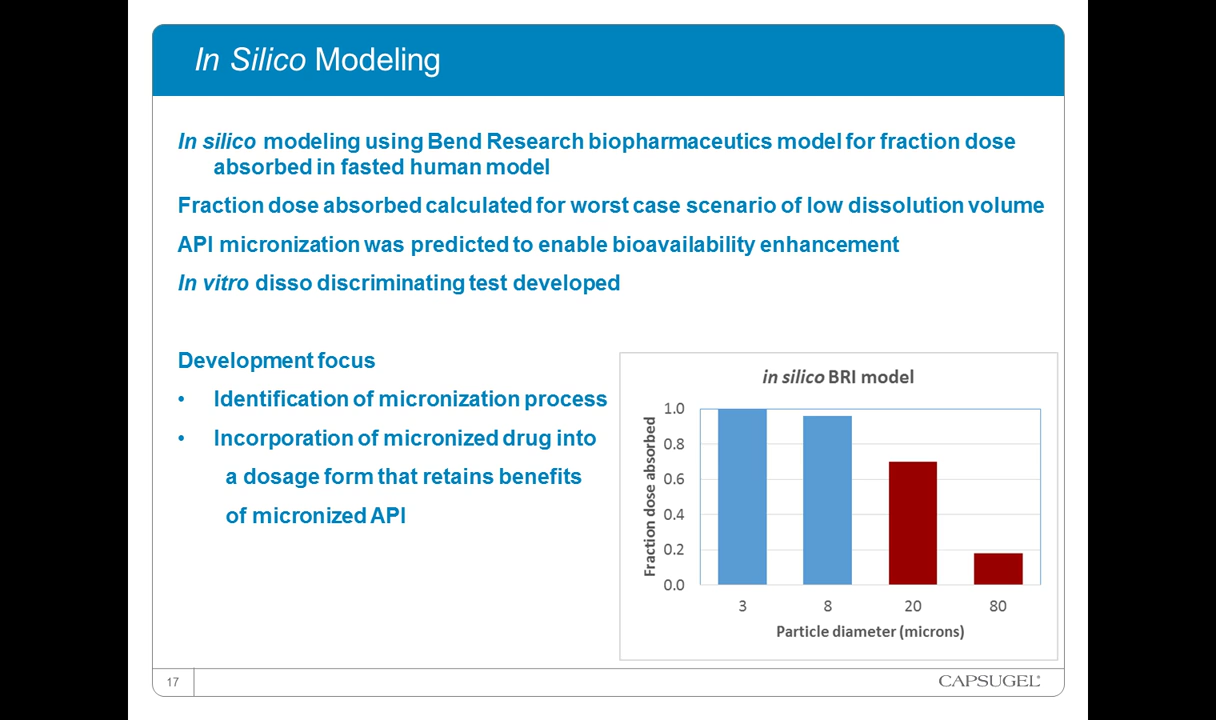 In Silico Modeling
In silico modeling using Bend Research biopharmaceutics model for fraction dose
absorbed in fasted human model
Fraction dose absorbed calculated for worst case scenario of low dissolution volume
API micronization was predicted to enable bioavailability enhancement
In vitro disso discriminating test developed
Development focus
• Identification of micronization process
• Incorporation of micronized drug into
a dosage form that retains benefits
of micronized API
in silico BRI model
Fraction dose absorbed
1.0
0.8
0.6
0.4
0.2
0.0
3 8 20 80
Particle diameter (microns)
17
CAPSUGEL®